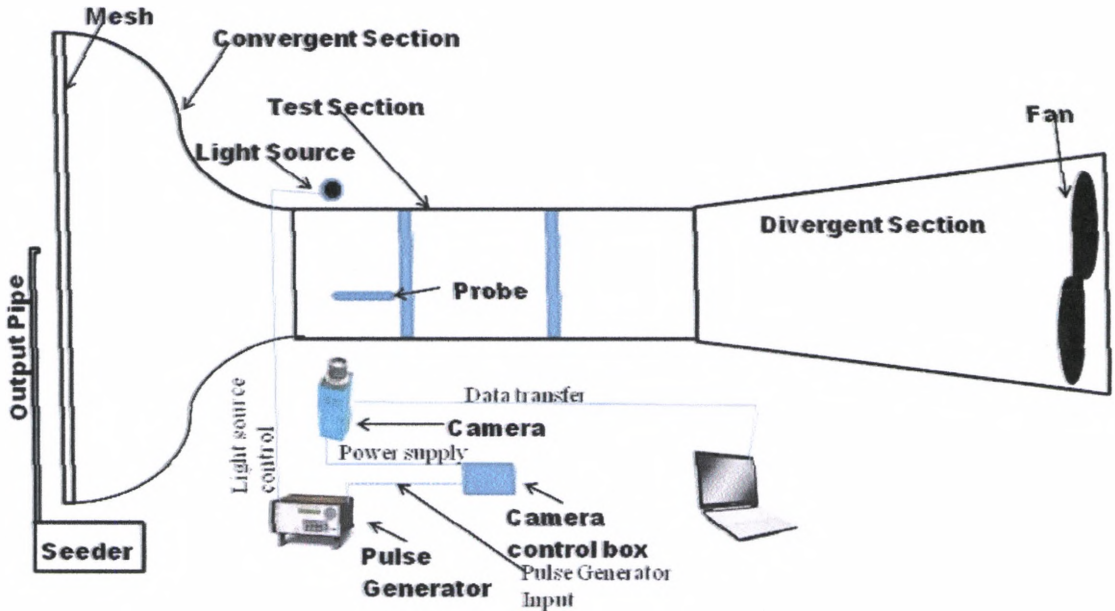 Mesh
Convergent Section
Test Section
Light Source
Fan
Divergent Section
Probe
Output Pipe
Light source
control
Data transfer
Camera
Power supply
Camera
control box
Pulse
Generator
Pulse Generator
Input
Seeder